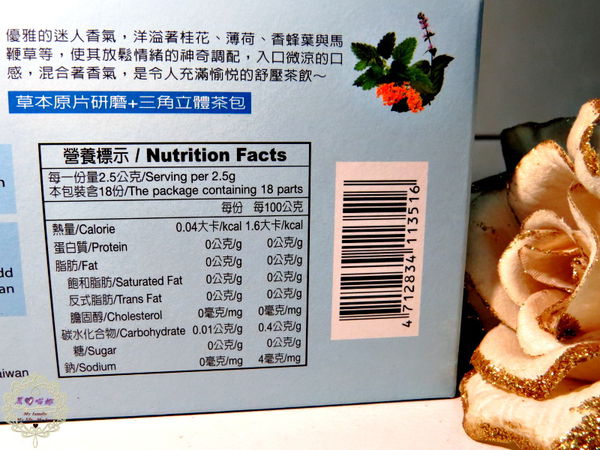 優雅的迷人香氣，洋溢著桂花、薄荷、香蜂葉與馬
鞭草等，使其放鬆情緒的神奇調配，入口微涼的口
感，混合著香氣，是令人充滿愉悅的舒壓茶飲～
草本原片研磨+三角立體茶包
營養標示 / Nutrition Facts
每一份量2.5公克/Serving per 2.5g
本包裝含18份/The package containing 18 parts
每份 每100公克
熱量/Calorie 0.04大卡/kcal 1.6大卡/kcal
蛋白質/Protein 0公克/g 0公克/g
脂肪/Fat 0公克/g 0公克/g
飽和脂肪/Saturated Fat 0公克/g 0公克/g
反式脂肪/Trans Fat 0公克/g 0公克/g
膽固醇/Cholesterol 0毫克/mg 0毫克/mg
碳水化合物/Carbohydrate 0.01公克/g 0.4公克/g
糖/Sugar 0公克/g 0公克/g
鈉/Sodium 0毫克/mg 4毫克/mg
4 712834 113516
n
dd
an
aiwan
My family